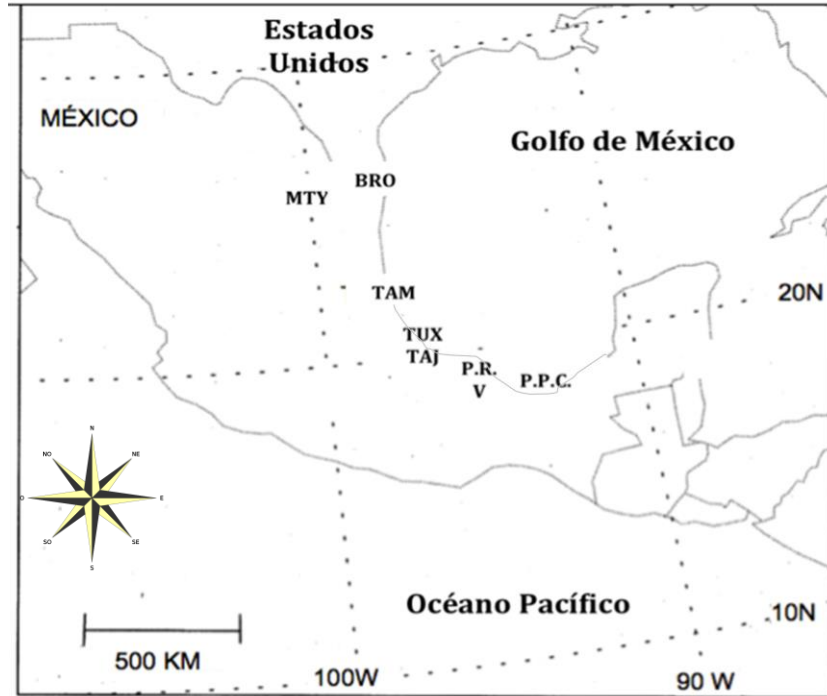 Estados
Unidos
MÉXICO
Golfo de México
BRO
MTY
TAM
20N
TUX
TAj
P.R.
V
P.P.C.
N
NO
NE
O
E
SO
SE
S
Océano Pacífico
10N
500 KM
100W
90 W